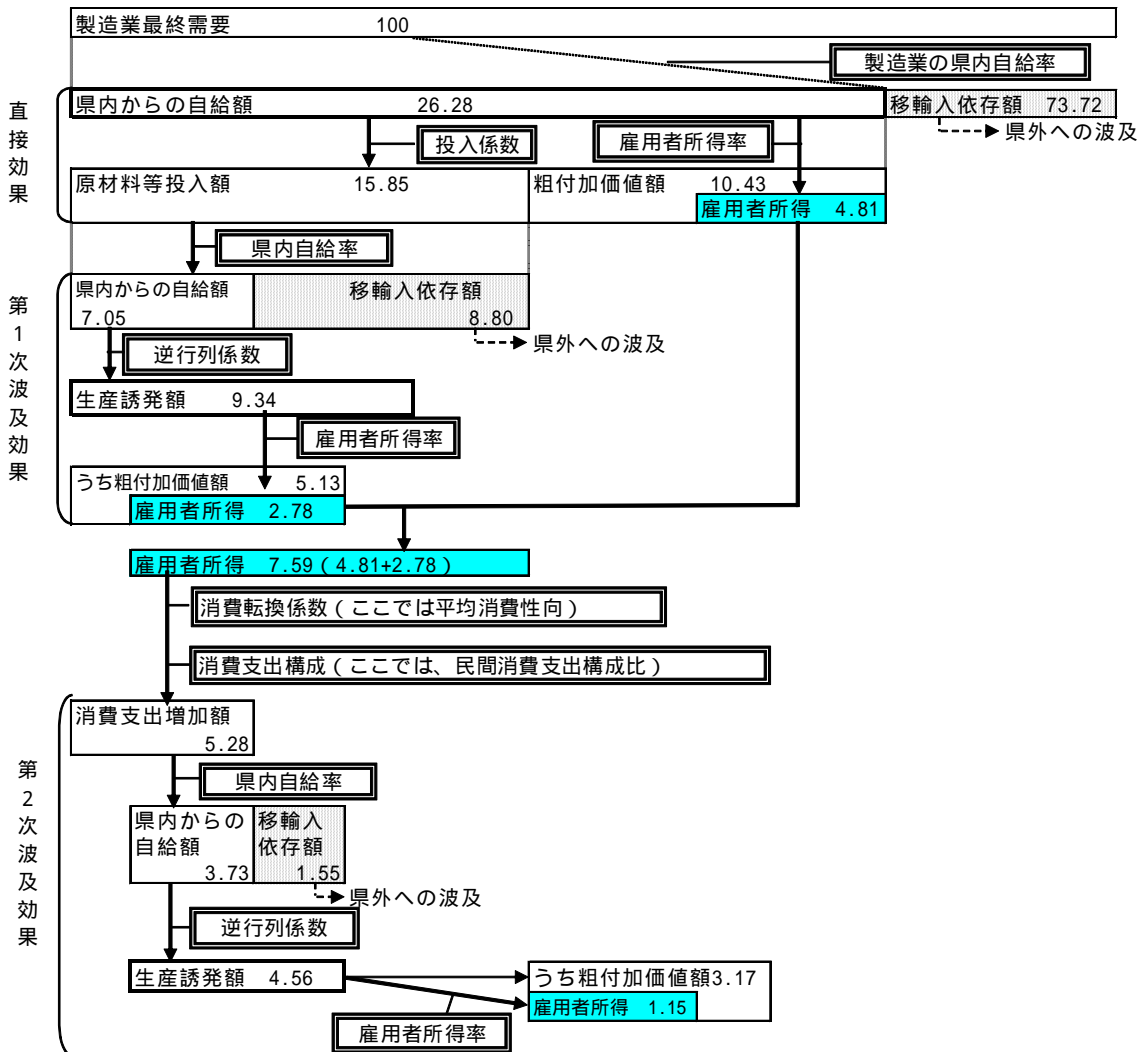 製造業最終需要 100
製造業の県内自給率
直接効果
県内からの自給額 26.28
移輸入依存額 73.72
県外への波及
投入係数
雇用者所得率
原材料等投入額 15.85
粗付加価値額 10.43
雇用者所得 4.81
県内自給率
第1次波及効果
県内からの自給額
7.05
移輸入依存額
8.80
県外への波及
逆行列係数
生産誘発額 9.34
雇用者所得率
うち粗付加価値額 5.13
雇用者所得 2.78
雇用者所得 7.59(4.81+2.78)
消費転換係数(ここでは平均消費性向)
消費支出構成(ここでは、民間消費支出構成比)
第2次波及効果
消費支出増加額
5.28
県内自給率
県内からの
自給額
3.73
移輸入
依存額
1.55
県外への波及
逆行列係数
生産誘発額 4.56
うち粗付加価値額3.17
雇用者所得 1.15
雇用者所得率